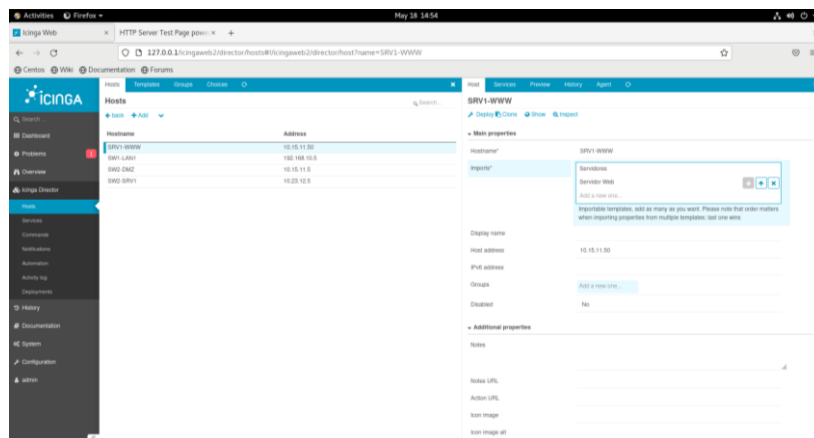 Activities Firefox May 18 14:54
Icinga Web × HTTP Server Test Page power × +
127.0.0.1/icingaweb2/director/hosts#!/icingaweb2/director/host?name=SRV1-WWW
Centos Wiki Documentation Forums
icinga
Search ...
Dashboard
Problems 1
Overview
Icinga Director
Hosts
Services
Commands
Notifications
Automation
Activity log
Deployments
History
Documentation
System
Configuration
admin
Hosts Templates Groups Choices
Hosts
Search...
back Add
Hostname Address
SRV1-WWW 10.15.11.50
SW1-LAN1 192.168.10.5
SW2-DMZ 10.15.11.5
SW2-SRV1 10.23.12.5
Host Services Preview History Agent
SRV1-WWW
Deploy Clone Show Inspect
Main properties
Hostname* SRV1-WWW
Imports* Servidores
Servidor Web
Add a new one...
Importable templates, add as many as you want. Please note that order matters
when importing properties from multiple templates: last one wins
Display name
Host address 10.15.11.50
IPv6 address
Groups Add a new one...
Disabled No
Additional properties
Notes
Notes URL
Action URL
Icon image
Icon image alt